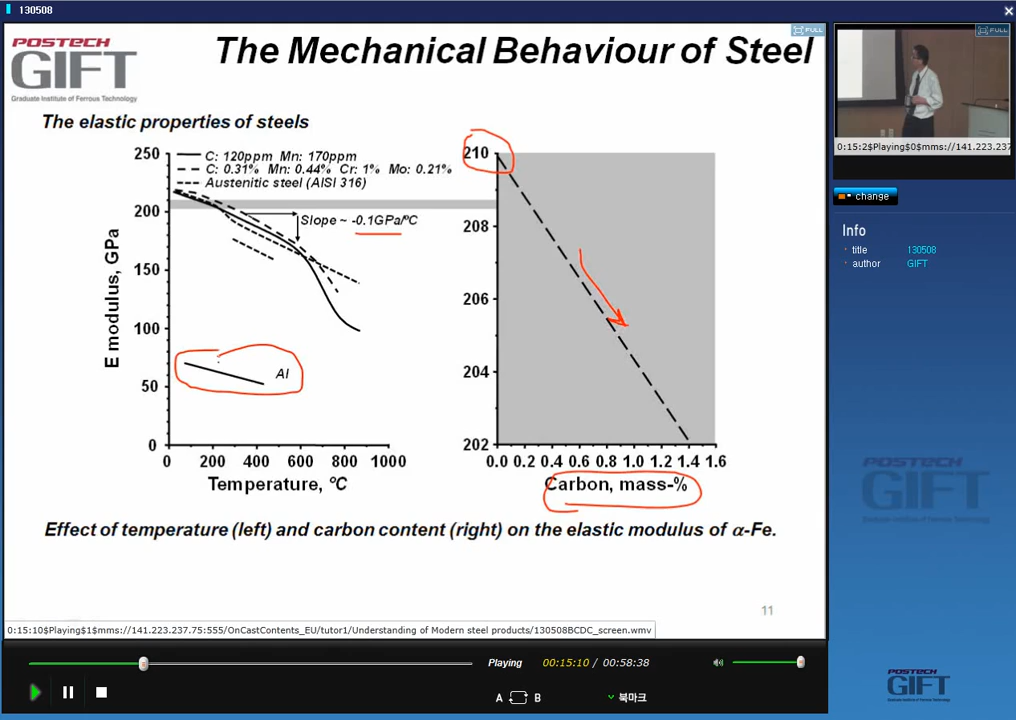 130508
POSTECH
GIFT
Graduate Institute of Ferrous Technology
The Mechanical Behaviour of Steel
FULL
The elastic properties of steels
250
200
150
100
50
0
E modulus, GPa
C: 120ppm Mn: 170ppm
C: 0.31% Mn: 0.44% Cr: 1% Mo: 0.21%
Austenitic steel (AISI 316)
Slope ~ -0.1GPa/ºC
Al
0 200 400 600 800 1000
Temperature, ºC
210
208
206
204
202
0.0 0.2 0.4 0.6 0.8 1.0 1.2 1.4 1.6
Carbon, mass-%
Effect of temperature (left) and carbon content (right) on the elastic modulus of α-Fe.
11
0:15:10$Playing$1$mms://141.223.237.75:555/OnCastContents_EU/tutor1/Understanding of Modern steel products/130508BCDC_screen.wmv
FULL
0:15:2$Playing$0$mms://141.223.237
change
Info
title 130508
author GIFT
POSTECH
GIFT
Playing 00:15:10 / 00:58:38
A B 북마크
POSTECH
GIFT